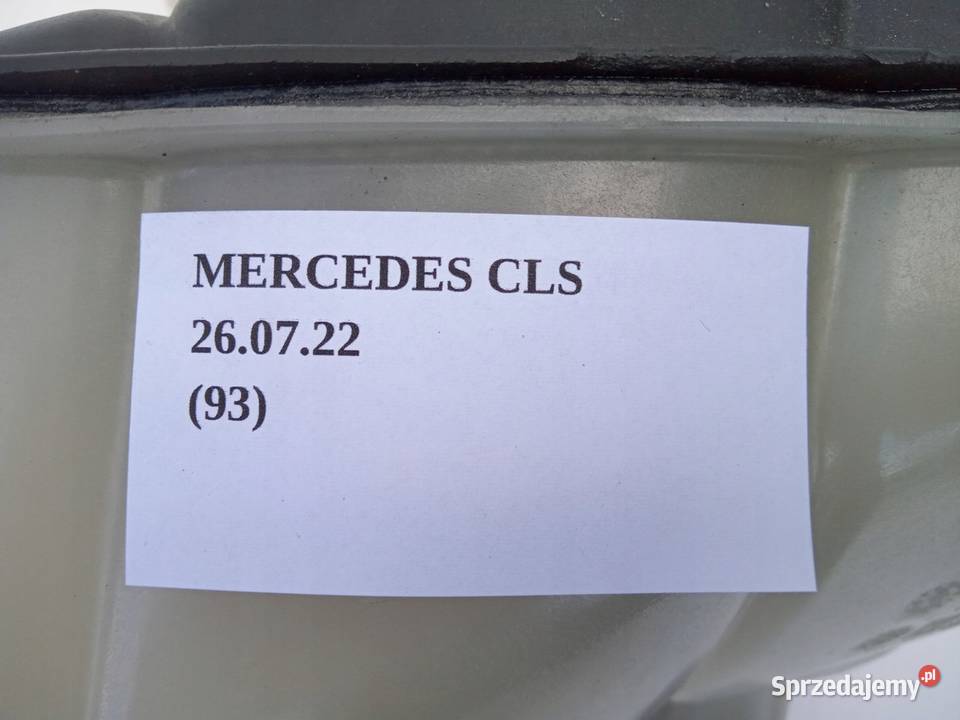 MERCEDES CLS
26.07.22
(93)
Sprzedajemy.pl